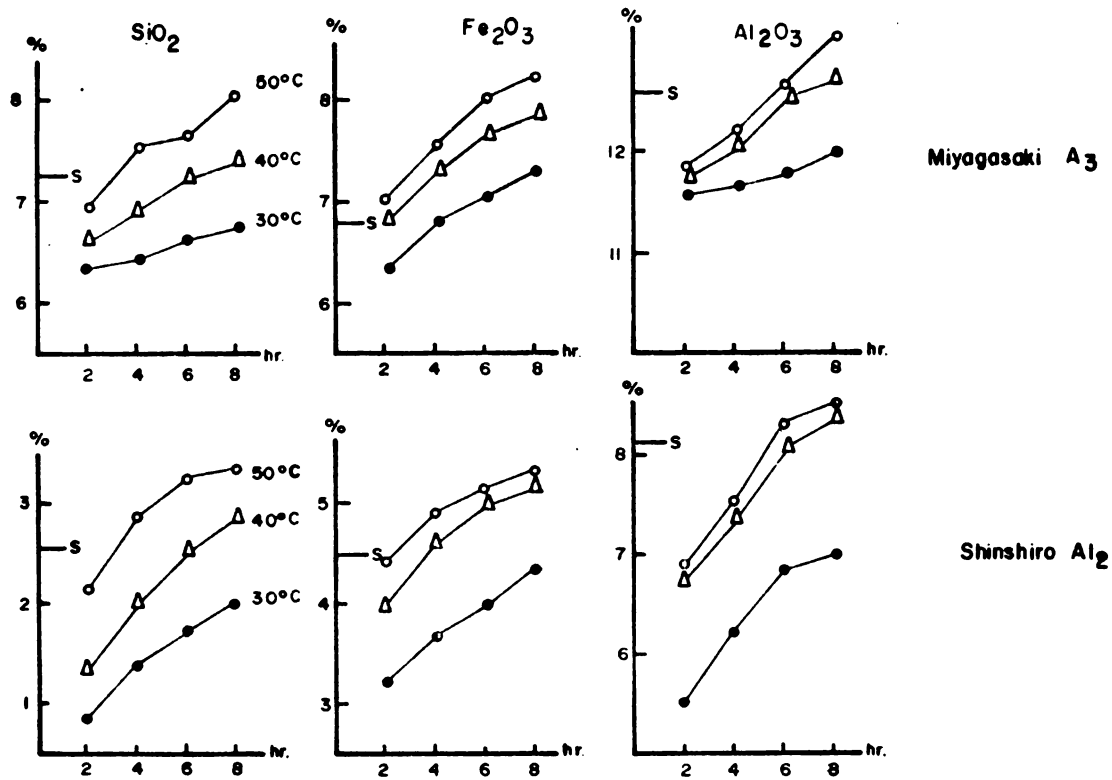 SiO2
%
8
7
6
S
50°C
40°C
30°C
2 4 6 8 hr.
Fe2O3
%
8
7
6
S
2 4 6 8 hr.
Al2O3
%
12
11
S
2 4 6 8 hr.
Miyagasaki A3
%
3
2
1
S
50°C
40°C
30°C
2 4 6 8 hr.
%
5
4
3
S
2 4 6 8 hr.
%
8
7
6
S
2 4 6 8 hr.
Shinshiro Al2